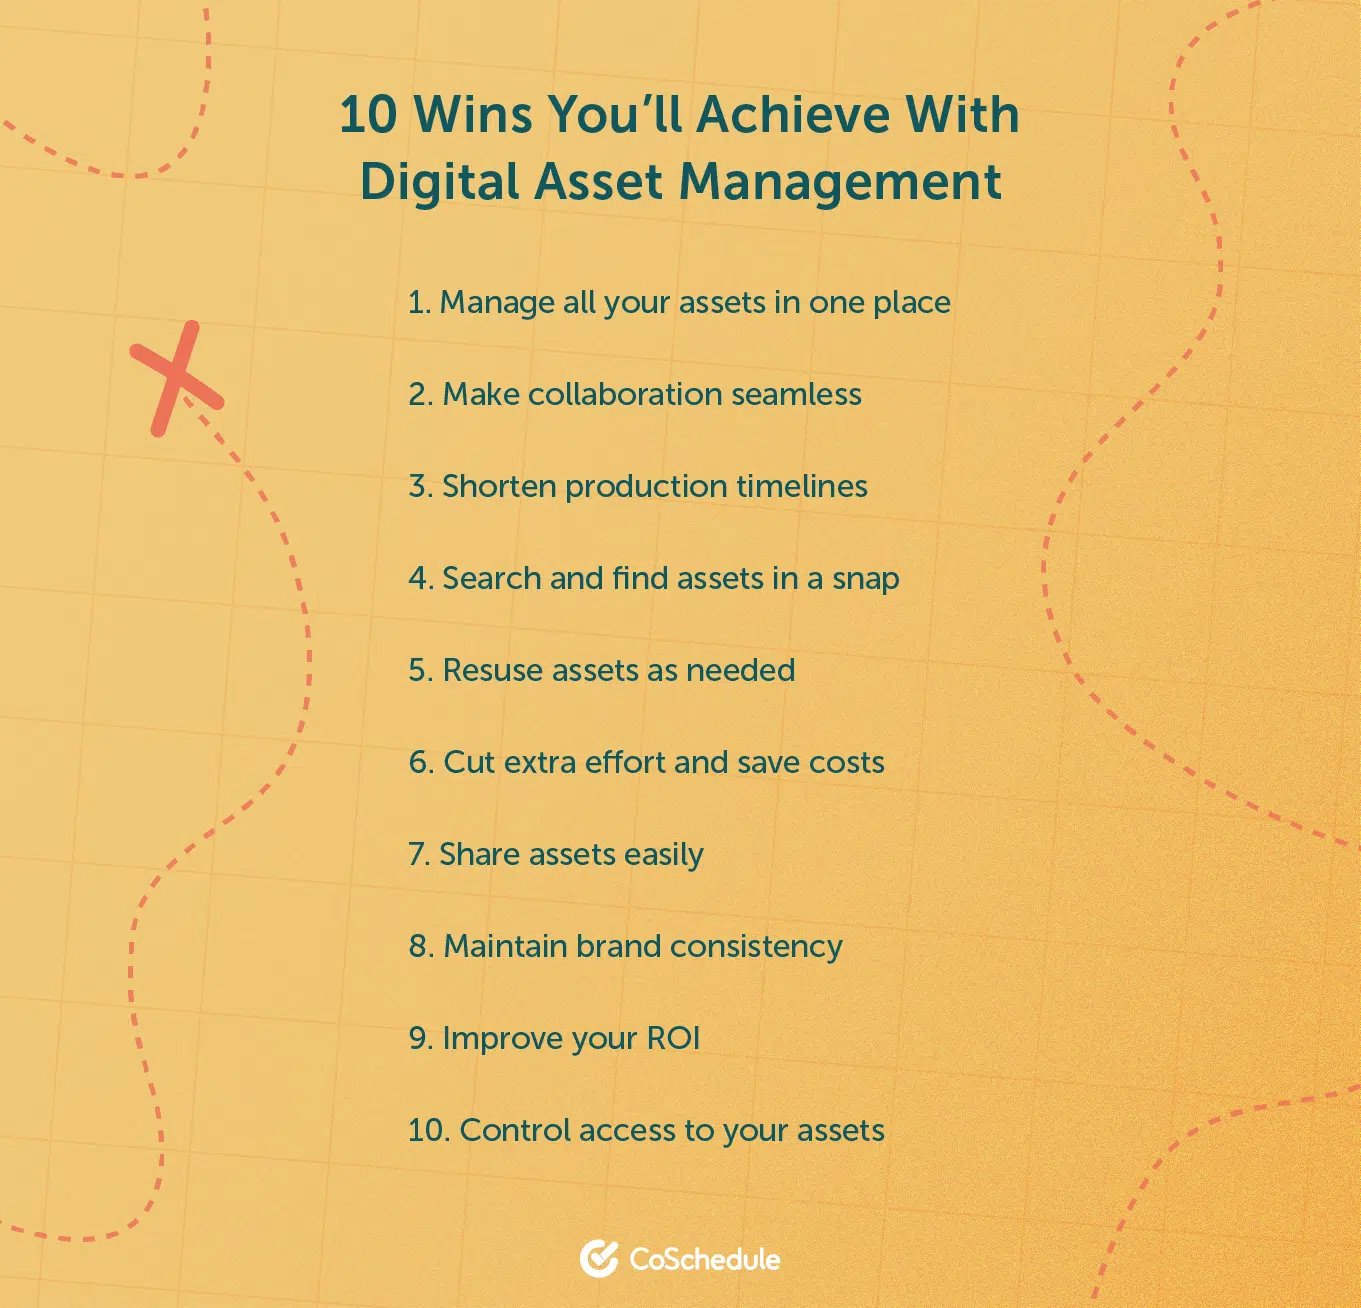 10 Wins You’ll Achieve With
Digital Asset Management
1. Manage all your assets in one place
2. Make collaboration seamless
3. Shorten production timelines
4. Search and find assets in a snap
5. Resuse assets as needed
6. Cut extra effort and save costs
7. Share assets easily
8. Maintain brand consistency
9. Improve your ROI
10. Control access to your assets
CoSchedule